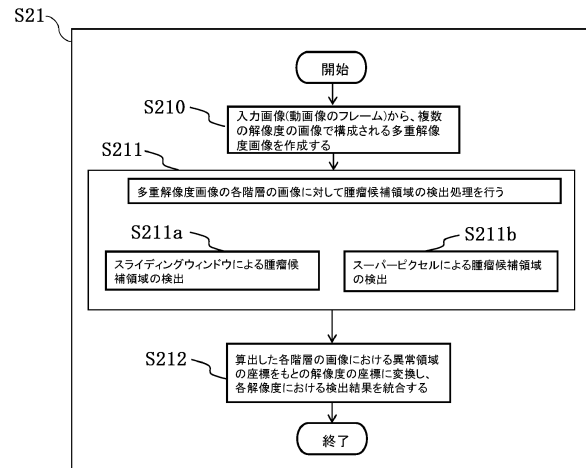 S21
開始
S210
入力画像(動画像のフレーム)から、複数
の解像度の画像で構成される多重解像
度画像を作成する
S211
多重解像度画像の各階層の画像に対して腫瘤候補領域の検出処理を行う
S211a
S211b
スライディングウィンドウによる腫瘤候
補領域の検出
スーパーピクセルによる腫瘤候補領域
の検出
S212
算出した各階層の画像における異常領域
の座標をもとの解像度の座標に変換し、
各解像度における検出結果を統合する
終了